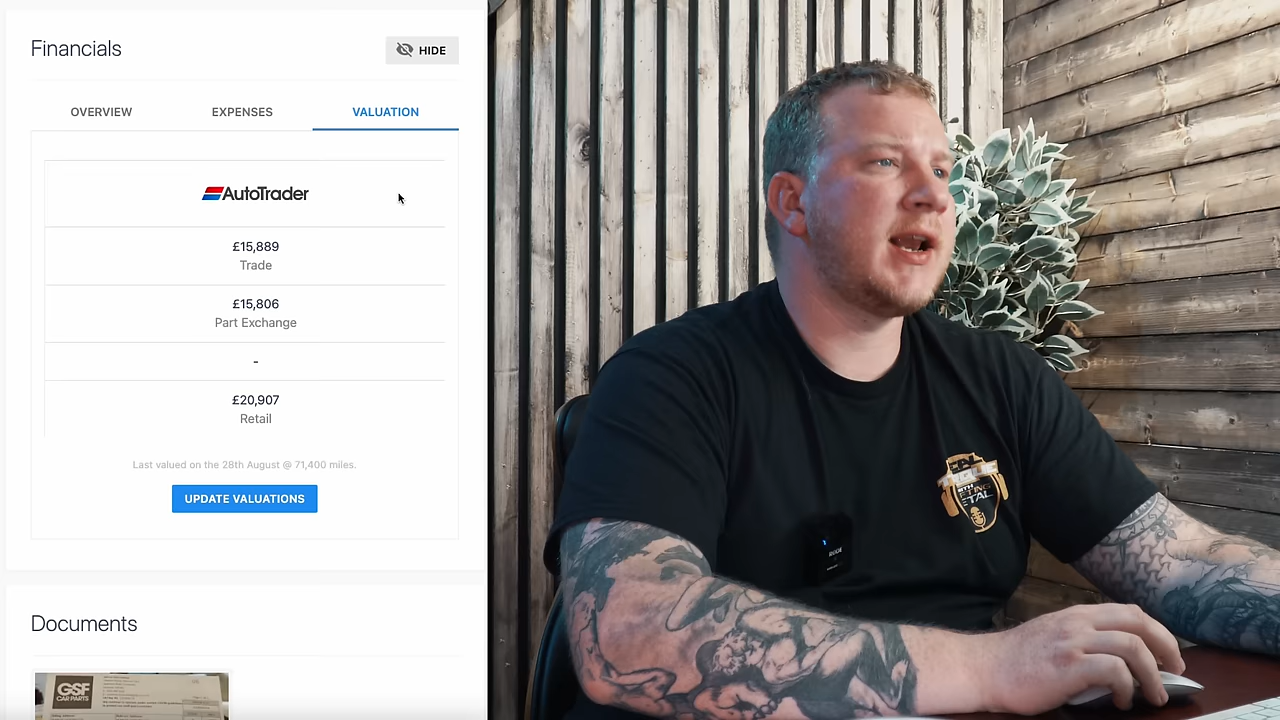 Financials
HIDE
OVERVIEW
EXPENSES
VALUATION
AutoTrader
£15,889
Trade
£15,806
Part Exchange
-
£20,907
Retail
Last valued on the 28th August @ 71,400 miles.
UPDATE VALUATIONS
Documents
GSF
CAR PARTS
RODE